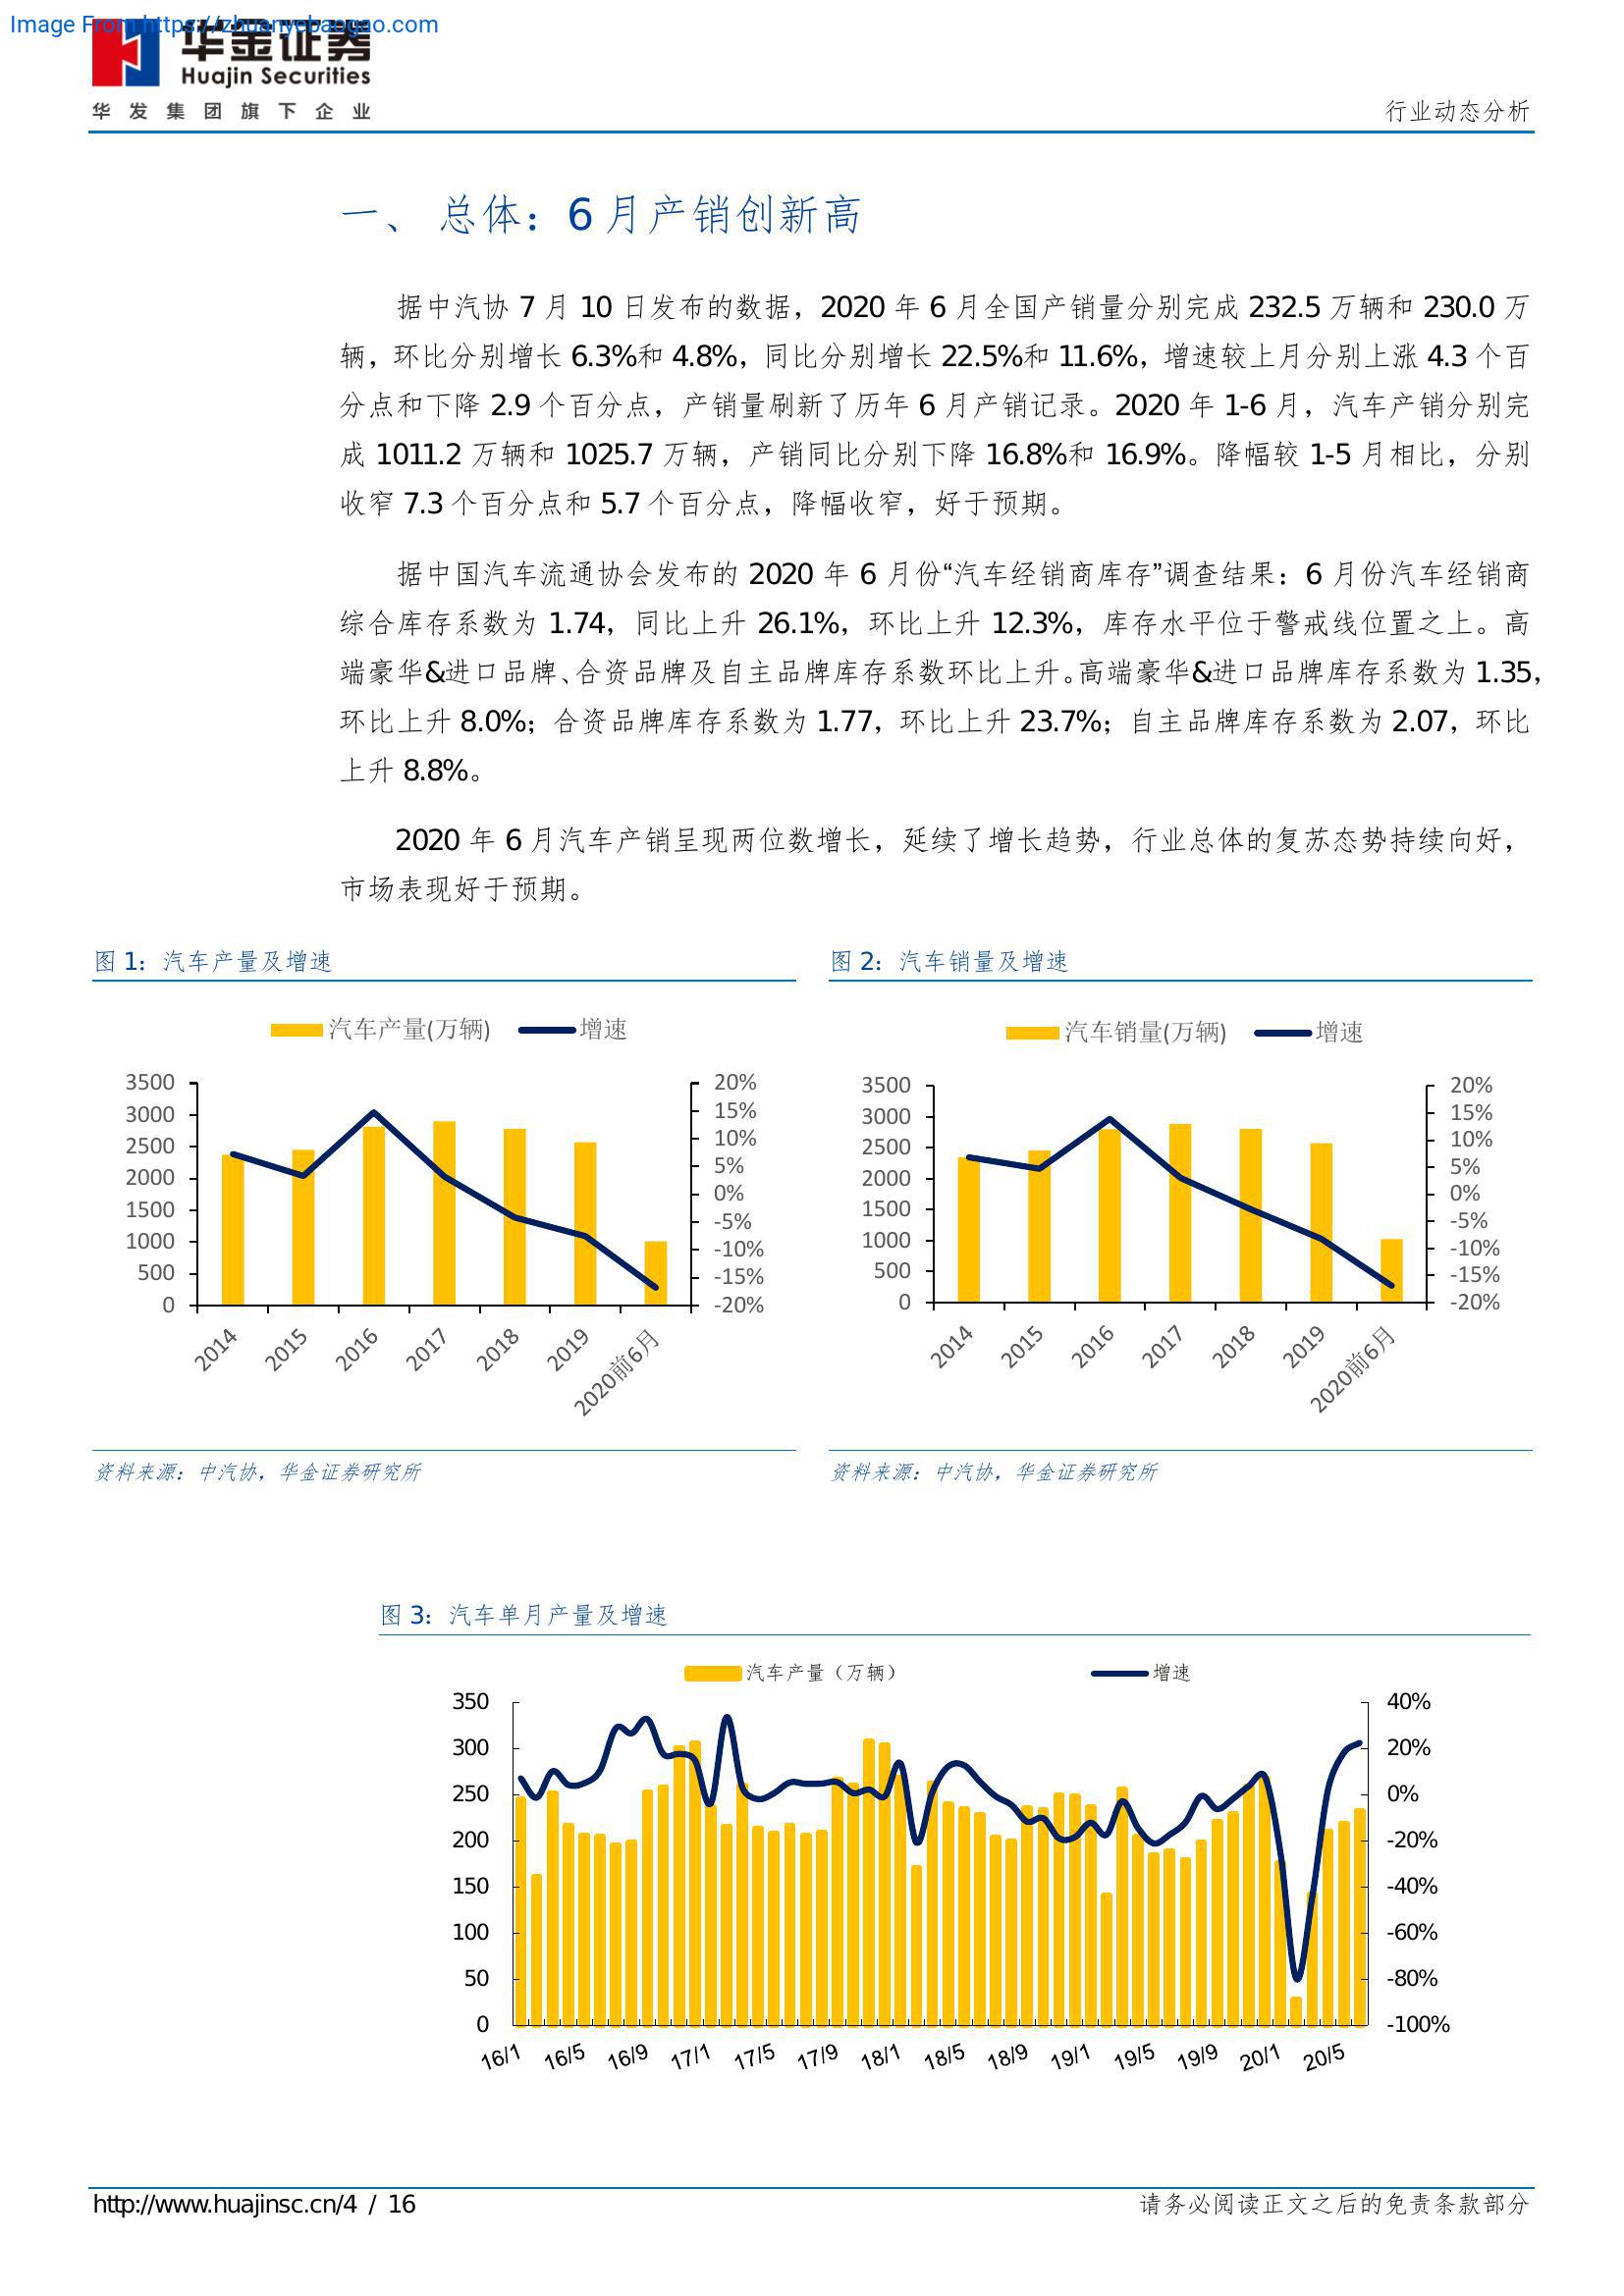 Image From https://zhuanyebaogao.com
华金证券
Huajin Securities
华发集团旗下企业
行业动态分析
一、 总体：6 月产销创新高
据中汽协 7 月 10 日发布的数据，2020 年 6 月全国产销量分别完成 232.5 万辆和 230.0 万
辆，环比分别增长 6.3%和 4.8%，同比分别增长 22.5%和 11.6%，增速较上月分别上涨 4.3 个百
分点和下降 2.9 个百分点，产销量刷新了历年 6 月产销记录。2020 年 1-6 月，汽车产销分别完
成 1011.2 万辆和 1025.7 万辆，产销同比分别下降 16.8%和 16.9%。降幅较 1-5 月相比，分别
收窄 7.3 个百分点和 5.7 个百分点，降幅收窄，好于预期。
据中国汽车流通协会发布的 2020 年 6 月份“汽车经销商库存”调查结果：6 月份汽车经销商
综合库存系数为 1.74，同比上升 26.1%，环比上升 12.3%，库存水平位于警戒线位置之上。高
端豪华&进口品牌、合资品牌及自主品牌库存系数环比上升。高端豪华&进口品牌库存系数为 1.35，
环比上升 8.0%；合资品牌库存系数为 1.77，环比上升 23.7%；自主品牌库存系数为 2.07，环比
上升 8.8%。
2020 年 6 月汽车产销呈现两位数增长，延续了增长趋势，行业总体的复苏态势持续向好，
市场表现好于预期。
图 1：汽车产量及增速
汽车产量(万辆) 增速
3500 20%
3000 15%
2500 10%
2000 5%
1500 0%
1000 -5%
500 -10%
0 -15%
-20%
2014 2015 2016 2017 2018 2019 2020前6月
资料来源：中汽协，华金证券研究所
图 2：汽车销量及增速
汽车销量(万辆) 增速
3500 20%
3000 15%
2500 10%
2000 5%
1500 0%
1000 -5%
500 -10%
0 -15%
-20%
2014 2015 2016 2017 2018 2019 2020前6月
资料来源：中汽协，华金证券研究所
图 3：汽车单月产量及增速
汽车产量（万辆） 增速
350 40%
300 20%
250 0%
200 -20%
150 -40%
100 -60%
50 -80%
0 -100%
16/1 16/5 16/9 17/1 17/5 17/9 18/1 18/5 18/9 19/1 19/5 19/9 20/1 20/5
http://www.huajinsc.cn/4 / 16
请务必阅读正文之后的免责条款部分